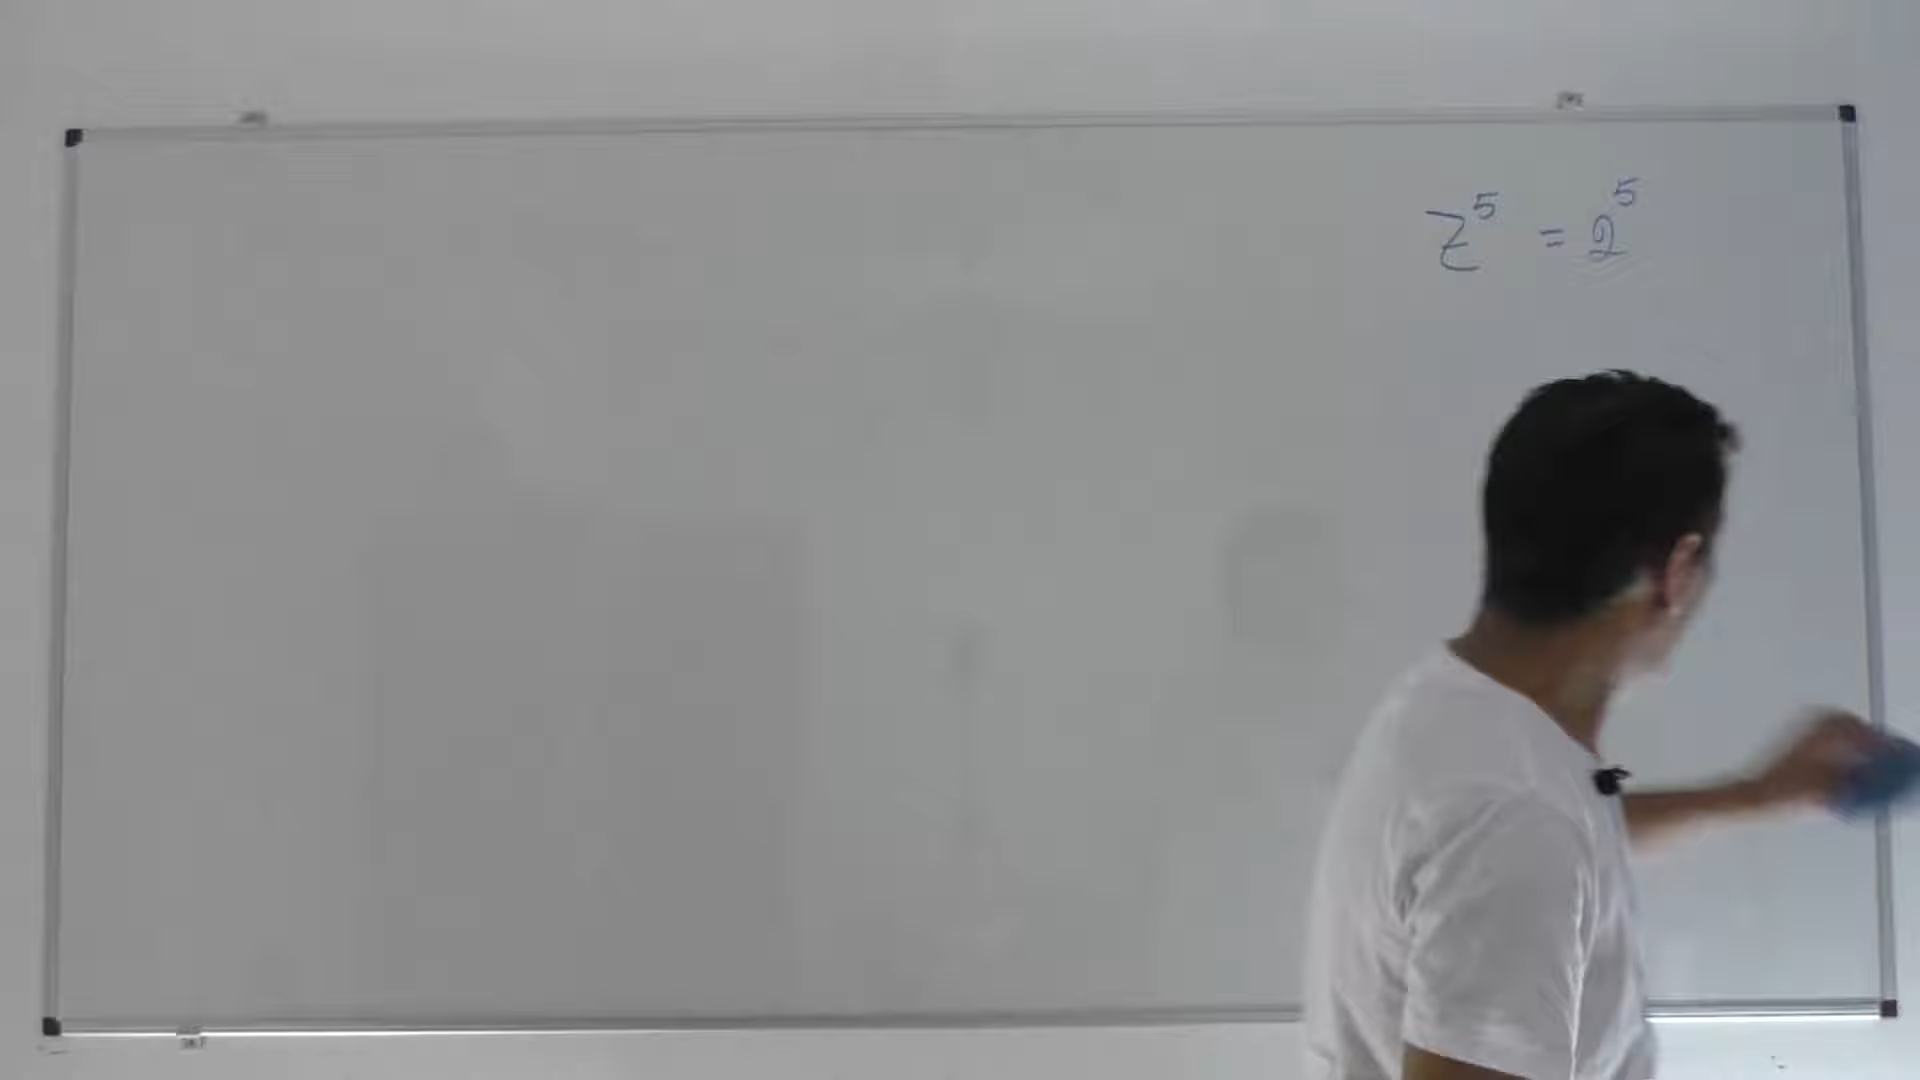 Z⁵ = 2⁵